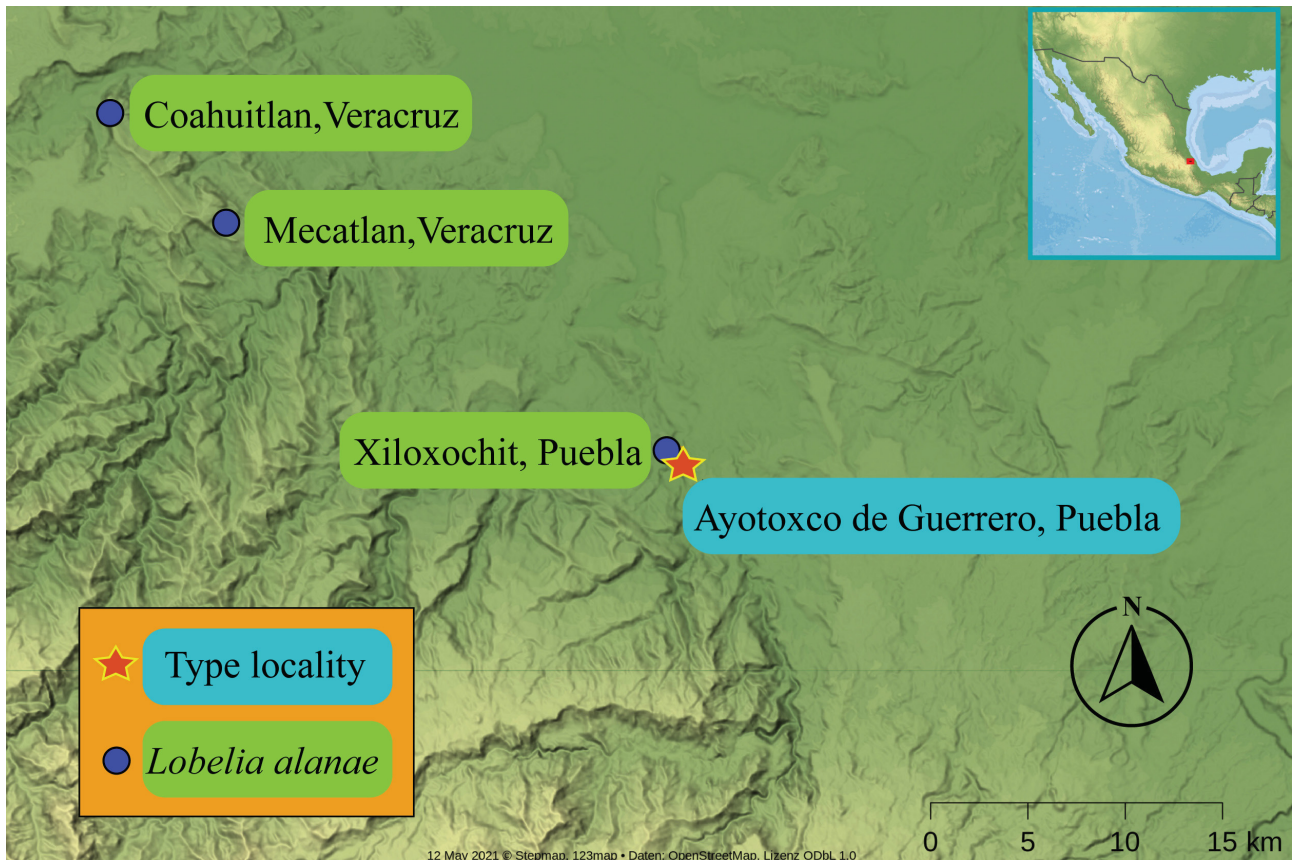 Coahuitlan,Veracruz
Mecatlan,Veracruz
Xiloxochit, Puebla
Ayotoxco de Guerrero, Puebla
Type locality
Lobelia alanae
N
0 5 10 15 km
12 May 2021 © Stepmap, 123map • Daten: OpenStreetMap, Lizenz ODbL 1.0